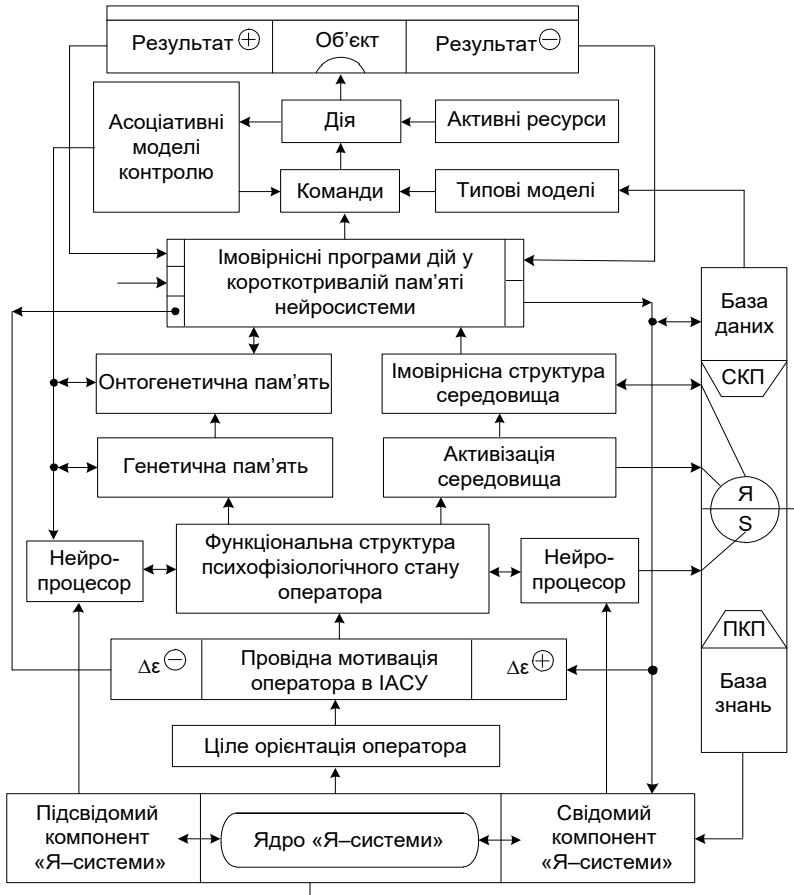 Результат ⊕
Об’єкт
Результат ⊖
Асоціативні
моделі
контролю
Дія
Активні ресурси
Команди
Типові моделі
Імовірнісні програми дій у
короткотривалій пам’яті
нейросистеми
База
даних
СКП
Онтогенетична пам’ять
Імовірнісна структура
середовища
Генетична пам’ять
Активізація
середовища
Я
S
Нейро-
процесор
Функціональна структура
психофізіологічного стану
оператора
Нейро-
процесор
ПКП
База
знань
Δε ⊖
Провідна мотивація
оператора в ІАСУ
Δε ⊕
Ціле орієнтація оператора
Підсвідомий
компонент
«Я–системи»
Ядро «Я–системи»
Свідомий
компонент
«Я–системи»